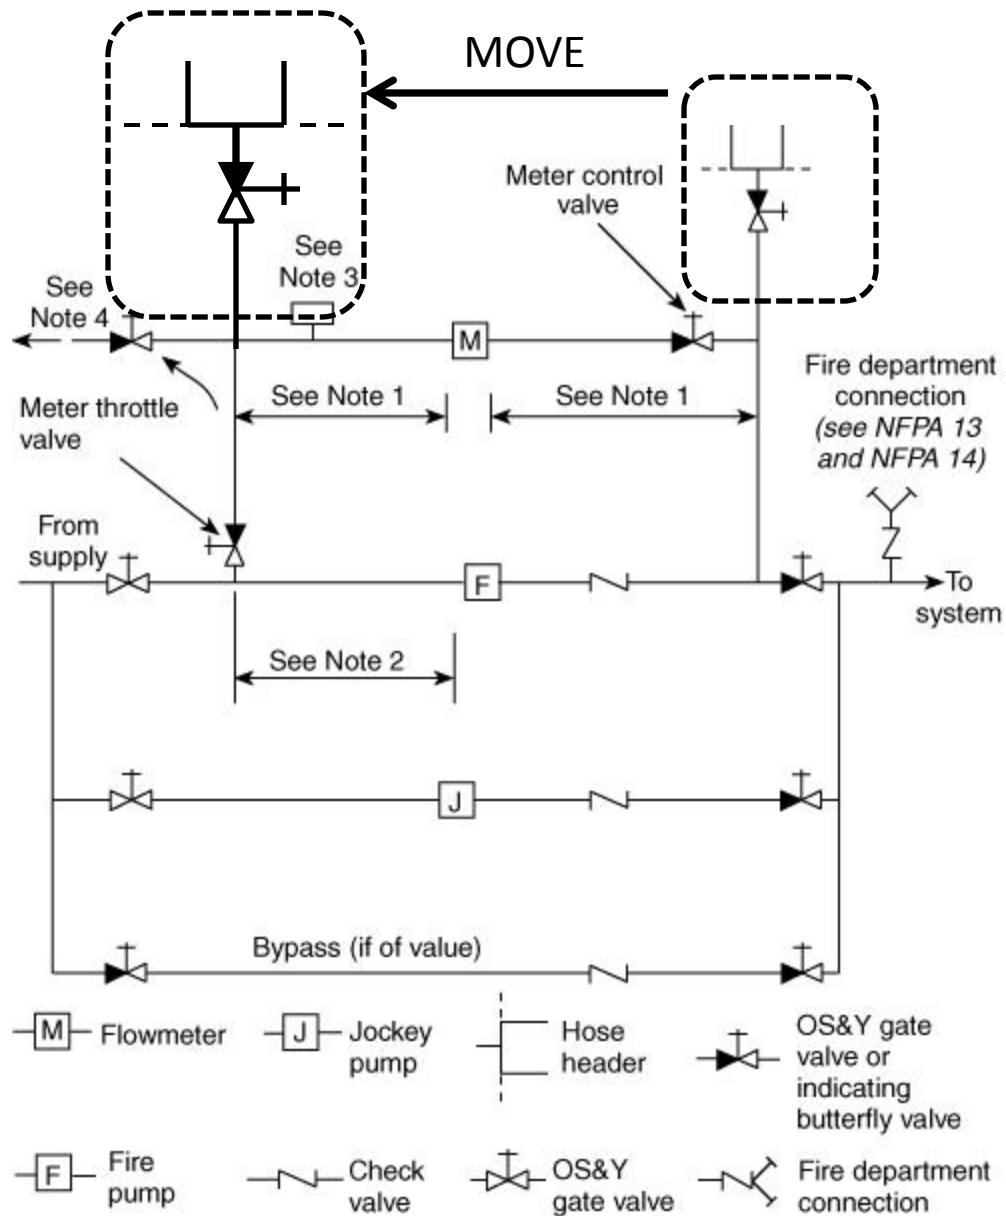 MOVE
Meter control
valve
See
Note 3
See
Note 4
M
Fire department
connection
(see NFPA 13
and NFPA 14)
See Note 1
See Note 1
Meter throttle
valve
From
supply
F
To
system
See Note 2
J
Bypass (if of value)
M Flowmeter
J Jockey
pump
Hose
header
OS&Y gate
valve or
indicating
butterfly valve
F Fire
pump
Check
valve
OS&Y
gate valve
Fire department
connection